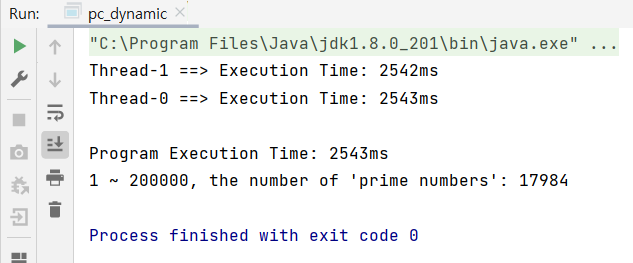 Run: pc_dynamic
"C:\Program Files\Java\jdk1.8.0_201\bin\java.exe" ...
Thread-1 ==> Execution Time: 2542ms
Thread-0 ==> Execution Time: 2543ms
Program Execution Time: 2543ms
1 ~ 200000, the number of 'prime numbers': 17984
Process finished with exit code 0